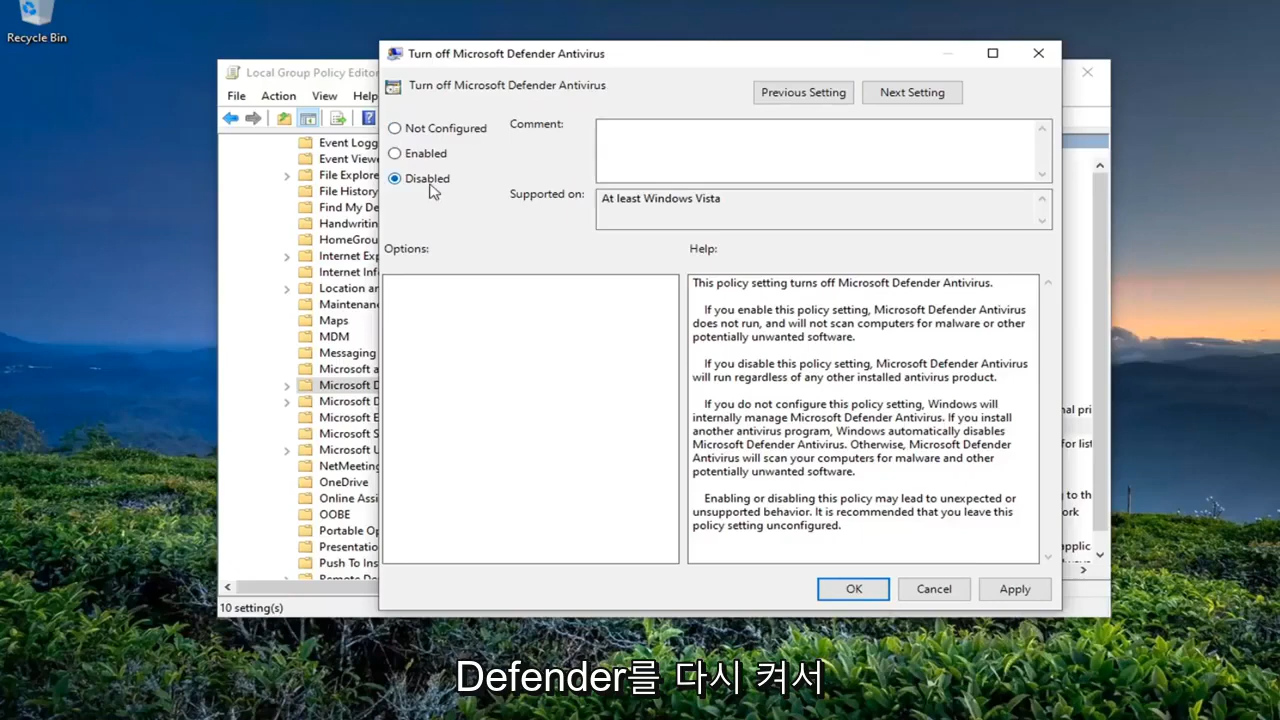 Recycle Bin
Turn off Microsoft Defender Antivirus
Local Group Policy Editor
Turn off Microsoft Defender Antivirus
Previous Setting
Next Setting
File Action View Help
Not Configured
Comment:
Enabled
Disabled
Supported on:
At least Windows Vista
Options:
Help:
Event Logg
Event Viewe
File Explore
File History
Find My De
Handwritin
HomeGrou
Internet Exp
Internet Inf
Location an
Maintenanc
Maps
MDM
Messaging
Microsoft a
Microsoft D
Microsoft D
Microsoft E
Microsoft S
Microsoft U
NetMeeting
OneDrive
Online Assi
OOBE
Portable Op
Presentatio
Push To Ins
Remote De
This policy setting turns off Microsoft Defender Antivirus.
If you enable this policy setting, Microsoft Defender Antivirus
does not run, and will not scan computers for malware or other
potentially unwanted software.
If you disable this policy setting, Microsoft Defender Antivirus
will run regardless of any other installed antivirus product.
If you do not configure this policy setting, Windows will
internally manage Microsoft Defender Antivirus. If you install
another antivirus program, Windows automatically disables
Microsoft Defender Antivirus. Otherwise, Microsoft Defender
Antivirus will scan your computers for malware and other
potentially unwanted software.
Enabling or disabling this policy may lead to unexpected or
unsupported behavior. It is recommended that you leave this
policy setting unconfigured.
nal pri
for list
ng to th
ork
applic
OK
Cancel
Apply
10 setting(s)
Defender를 다시 켜서